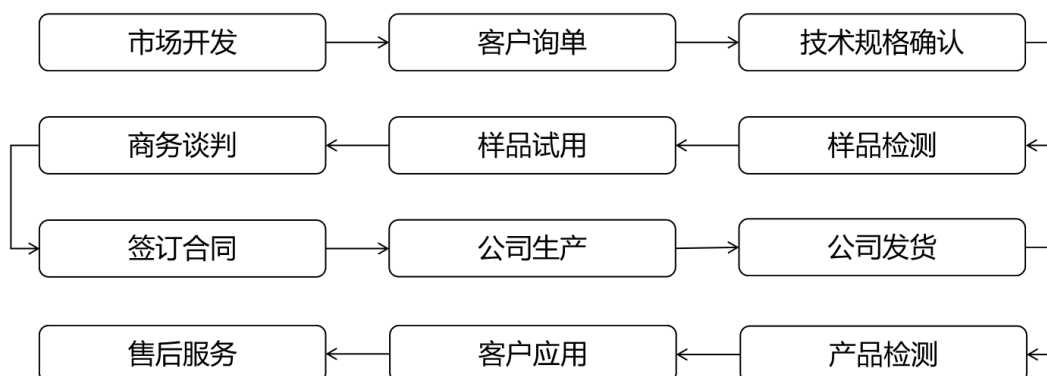 市场开发 客户询单 技术规格确认
商务谈判 样品试用 样品检测
签订合同 公司生产 公司发货
售后服务 客户应用 产品检测